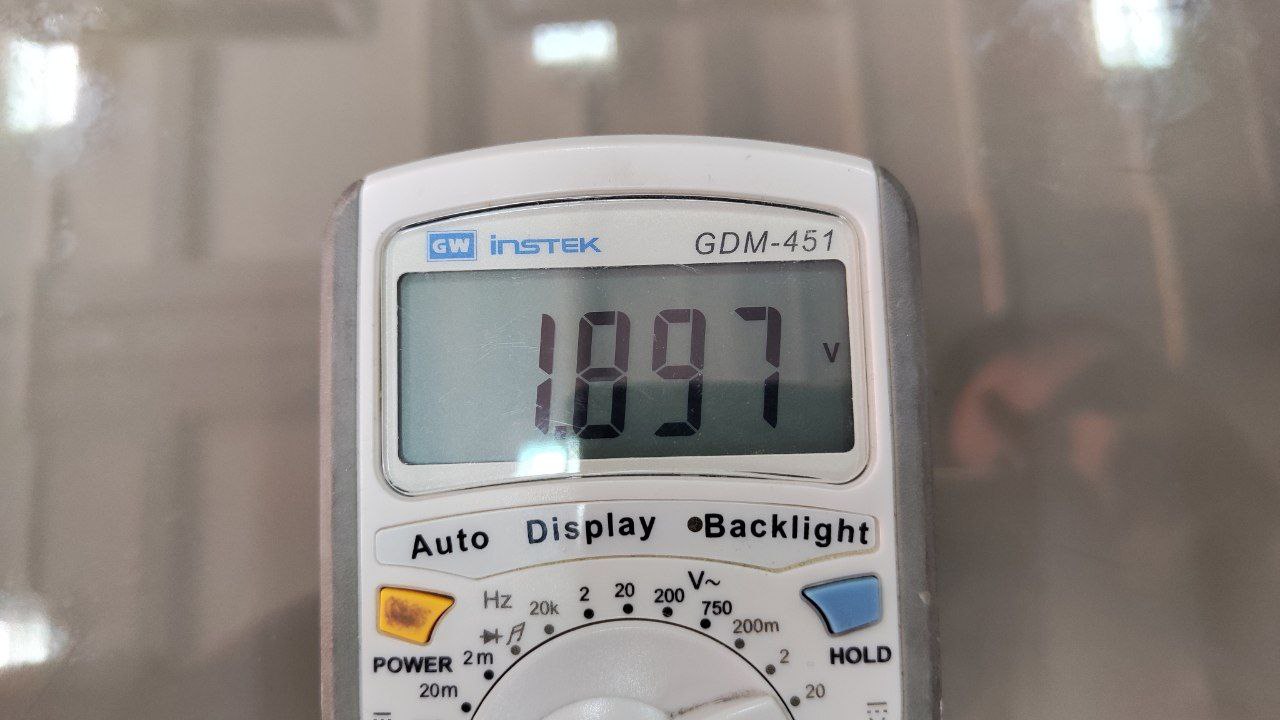 GW INSTEK GDM-451
1.897 V
Auto Display Backlight
Hz 20k 2 20 200 V~ 750 200m 2 20
POWER 2m 20m
HOLD